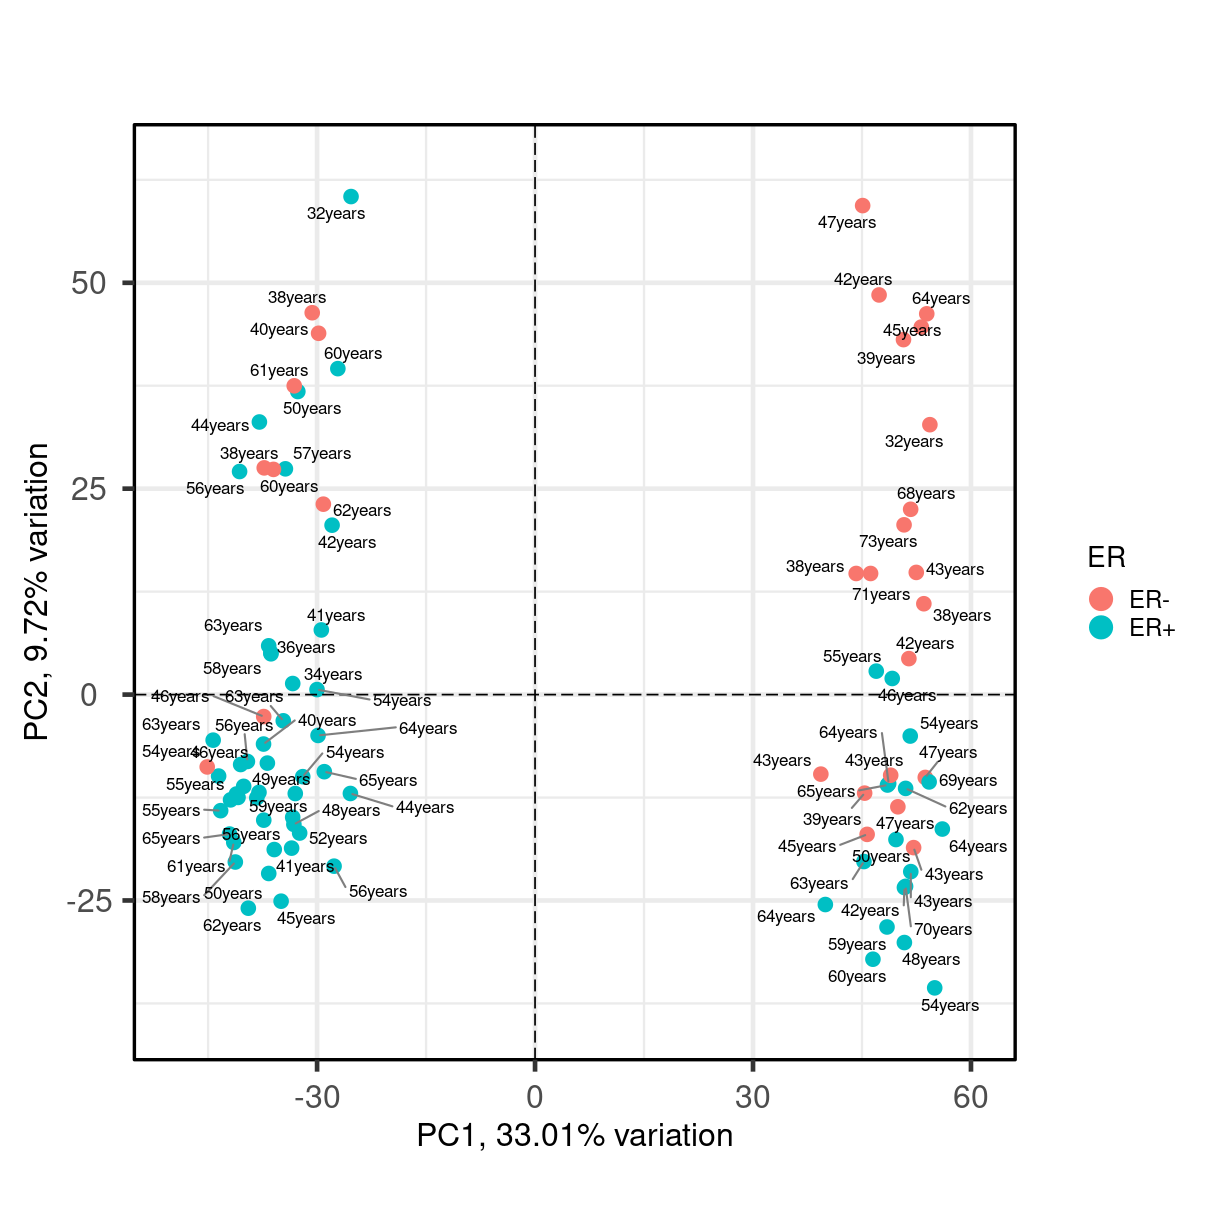 32years
47years
42years
38years
64years
40years
45years
60years
39years
61years
50years
44years
32years
38years
57years
56years
60years
68years
62years
42years
73years
38years
43years
71years
41years
38years
63years
36years
42years
58years
55years
34years
46years
63years
54years
46years
63years
56years
40years
64years
54years
64years
54years
46years
54years
47years
43years
43years
55years
49years
65years
65years
69years
55years
59years
48years
44years
39years
62years
65years
56years
52years
45years
47years
64years
61years
41years
50years
43years
58years
50years
56years
63years
43years
62years
45years
64years
42years
70years
59years
48years
60years
54years
50
25
0
-25
-30
0
30
60
PC1, 33.01% variation
PC2, 9.72% variation
ER
ER-
ER+